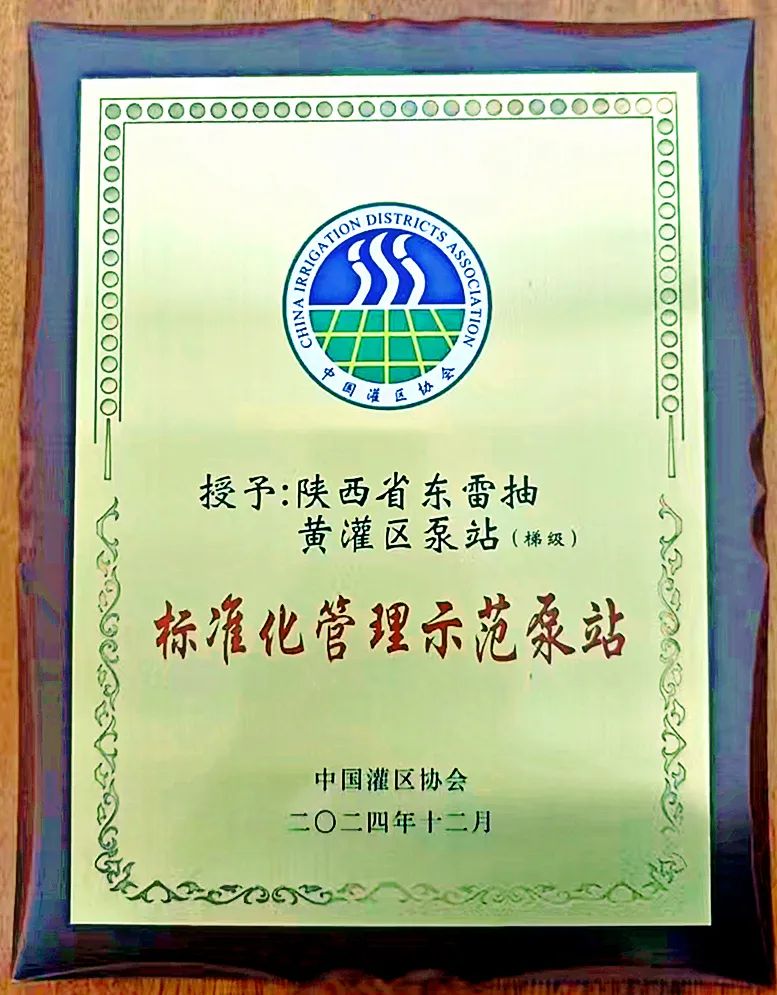 CHINA IRRIGATION DISTRICTS ASSOCIATION
中国灌区协会
授予:陕西省东雷抽
黄灌区泵站(梯级)
标准化管理示范泵站
中国灌区协会
二〇二四年十二月